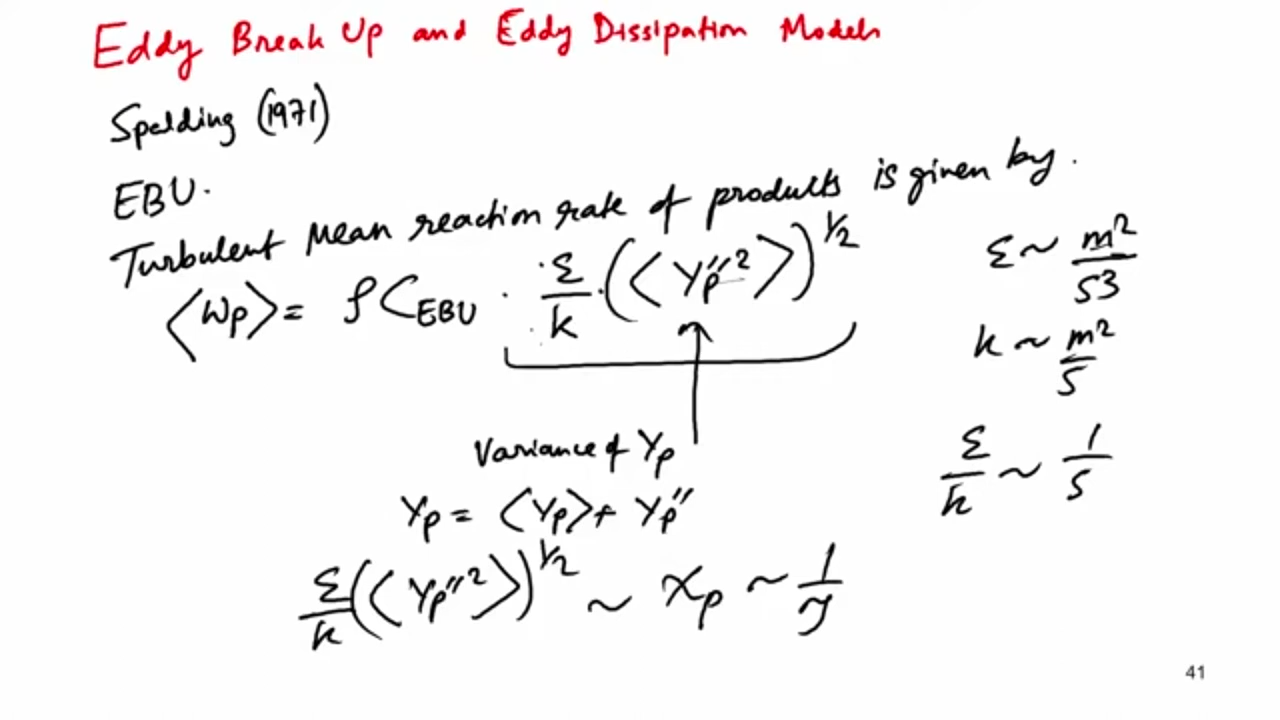 Eddy Break Up and Eddy Dissipation Models
Spalding (1971)
EBU.
Turbulent Mean reaction rate of products is given by.
⟨Wp⟩ = ρ C_EBU · ε/k · (⟨Yp″²⟩)^1/2
ε ~ m²/s3
k ~ m²/s
ε/k ~ 1/s
Variance of Yp
Yp = ⟨Yp⟩ + Yp″
ε/k (⟨Yp″²⟩)^1/2 ~ χp ~ 1/τ
41